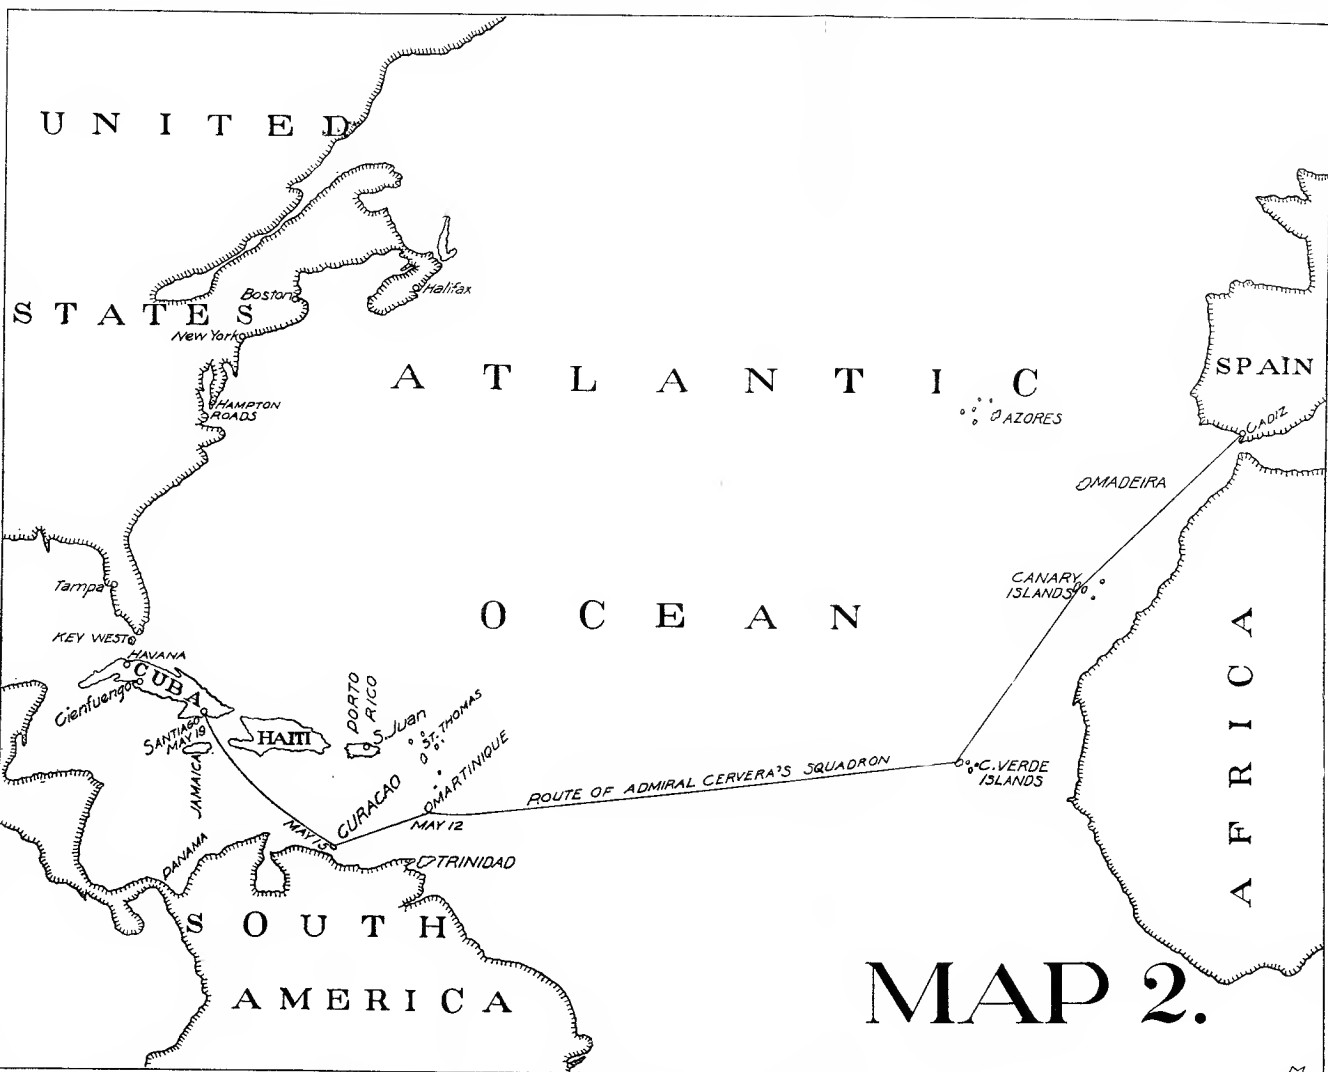 UNITED
STATES
Boston
Halifax
New York
HAMPTON
ROADS
ATLANTIC
AZORES
SPAIN
CADIZ
MADEIRA
Tampa
CANARY
ISLANDS
OCEAN
KEY WEST
HAVANA
CUBA
Cienfuengo
SANTIAGO
MAY 19
HAITI
PORTO
RICO
S. Juan
ST. THOMAS
JAMAICA
MARTINIQUE
CURACAO
MAY 15
MAY 12
ROUTE OF ADMIRAL CERVERA'S SQUADRON
C. VERDE
ISLANDS
AFRICA
PANAMA
TRINIDAD
SOUTH
AMERICA
MAP 2.